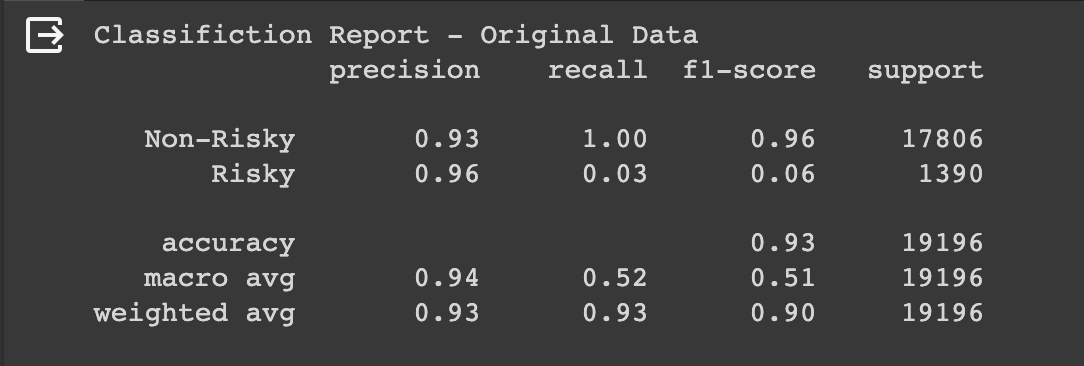 Classifiction Report - Original Data
precision recall f1-score support
Non-Risky 0.93 1.00 0.96 17806
Risky 0.96 0.03 0.06 1390
accuracy 0.93 19196
macro avg 0.94 0.52 0.51 19196
weighted avg 0.93 0.93 0.90 19196